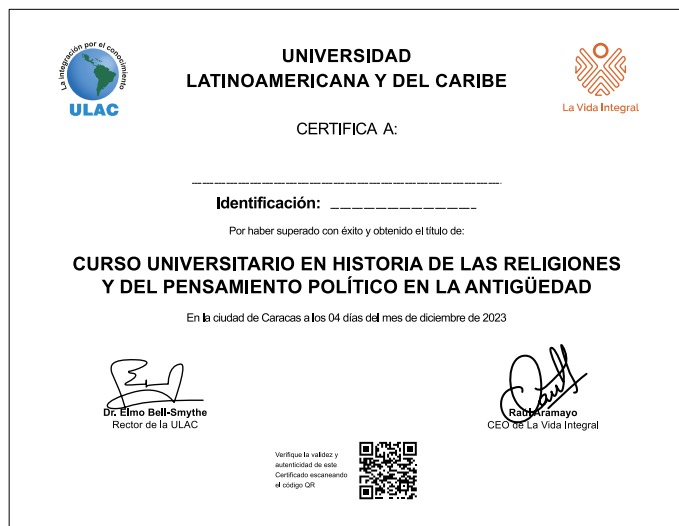 La integración por el conocimiento
ULAC
UNIVERSIDAD
LATINOAMERICANA Y DEL CARIBE
La Vida Integral
CERTIFICA A:
Identificación:
Por haber superado con éxito y obtenido el título de:
CURSO UNIVERSITARIO EN HISTORIA DE LAS RELIGIONES
Y DEL PENSAMIENTO POLÍTICO EN LA ANTIGÜEDAD
En la ciudad de Caracas a los 04 días del mes de diciembre de 2023
Dr. Elmo Bell-Smythe
Rector de la ULAC
Raúl Aramayo
CEO de La Vida Integral
Verifique la validez y
autenticidad de este
Certificado escaneando
el código QR